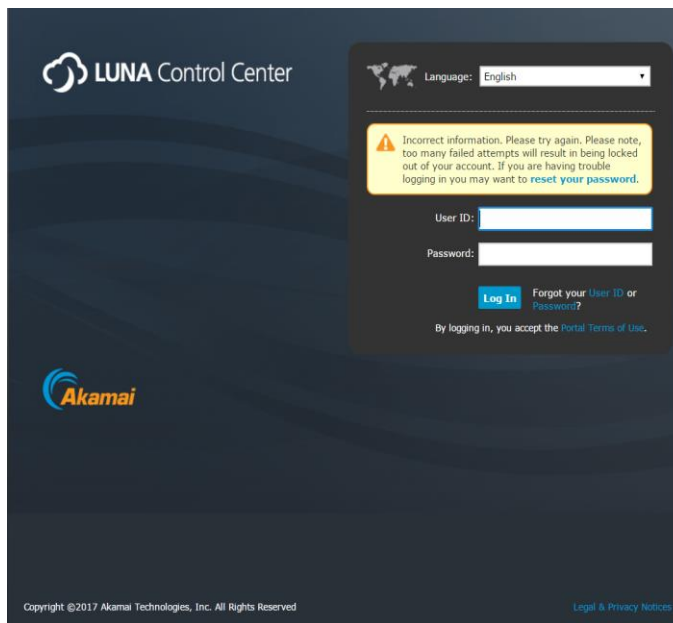 LUNA Control Center
Language: English
Incorrect information. Please try again. Please note,
too many failed attempts will result in being locked
out of your account. If you are having trouble
logging in you may want to reset your password.
User ID:
Password:
Log In
Forgot your User ID or
Password?
By logging in, you accept the Portal Terms of Use.
Akamai
Copyright ©2017 Akamai Technologies, Inc. All Rights Reserved
Legal & Privacy Notices